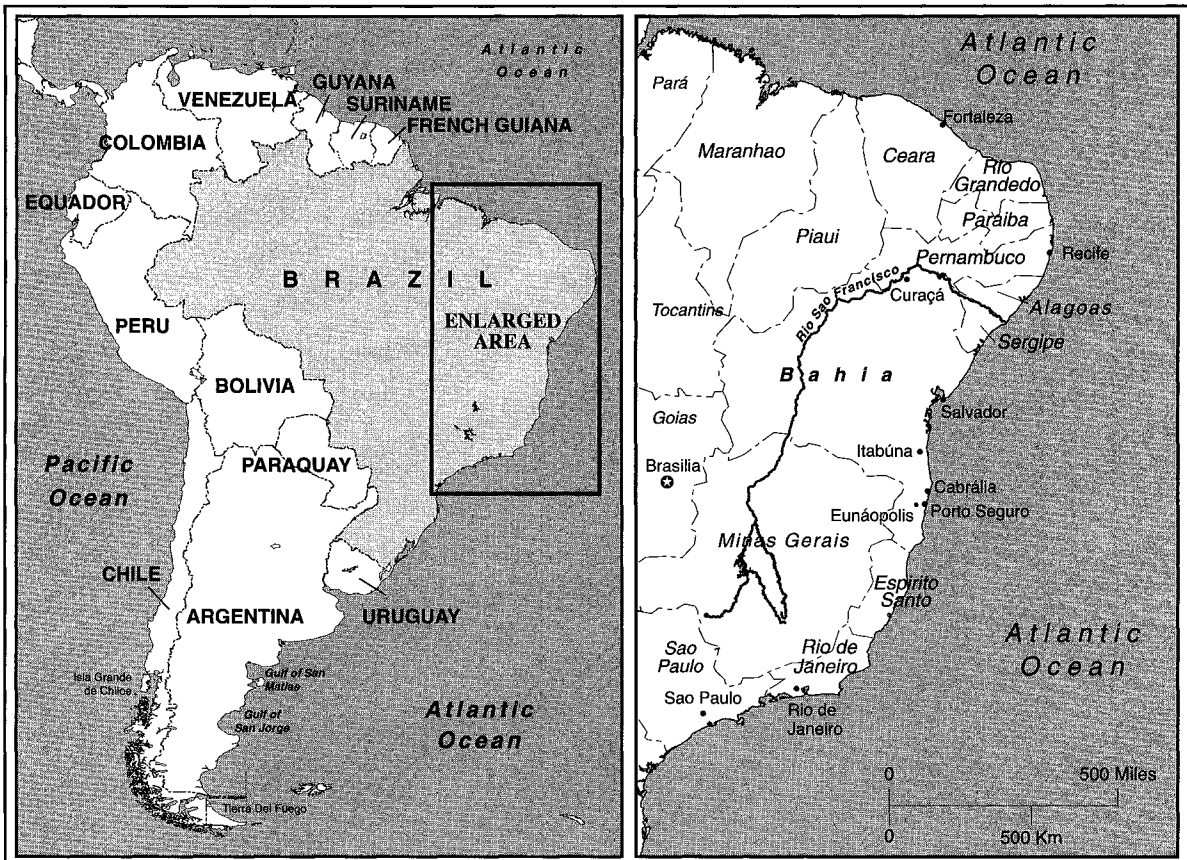 Atlantic
Ocean
GUYANA
VENEZUELA
SURINAME
FRENCH GUIANA
COLOMBIA
EQUADOR
BRAZIL
PERU
ENLARGED
AREA
BOLIVIA
Pacific
Ocean
PARAQUAY
CHILE
ARGENTINA
URUGUAY
Isla Grande
de Chiloe
Gulf of San
Matias
Gulf of
San Jorge
Atlantic
Ocean
Tierra Del Fuego
Atlantic
Ocean
Pará
Fortaleza
Maranhao
Ceara
Rio
Grandedo
Paraiba
Piaui
Pernambuco
Recife
Rio Sao Francisco
Curaçá
Tocantins
Alagoas
Sergipe
Bahia
Goias
Salvador
Itabúna
Brasilia
Cabrália
Eunáopolis
Porto Seguro
Minas Gerais
Espirito
Santo
Atlantic
Ocean
Sao
Paulo
Rio de
Janeiro
Sao Paulo
Rio de
Janeiro
0 500 Miles
0 500 Km